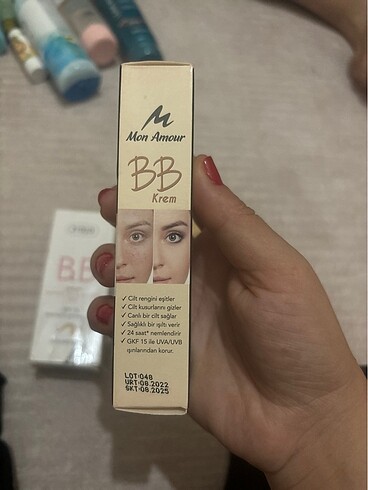 Mon Amour
BB
Krem
✓ Cilt rengini eşitler
✓ Cilt kusurlarını gizler
✓ Canlı bir cilt sağlar
✓ Sağlıklı bir ışıltı verir
✓ 24 saat* nemlendirir
✓ GKF 15 ile UVA/UVB
ışınlarından korur.
LOT:048
URT:08.2022
SKT:08.2025
BB